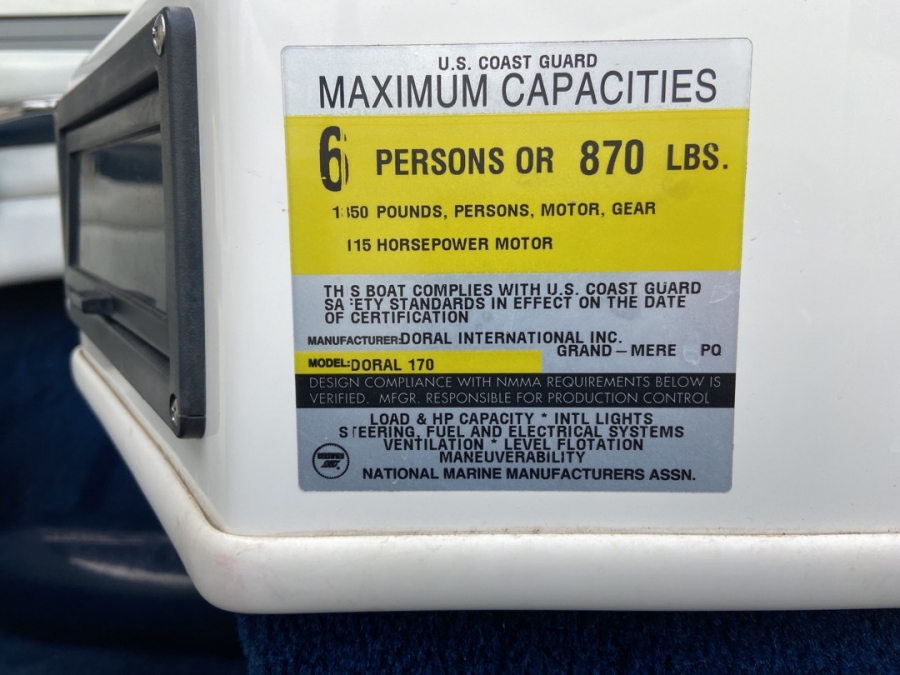 U.S. COAST GUARD
MAXIMUM CAPACITIES
6 PERSONS OR 870 LBS.
POUNDS, PERSONS, MOTOR, GEAR
115 HORSEPOWER MOTOR
THIS BOAT COMPLIES WITH U.S. COAST GUARD
SAFETY STANDARDS IN EFFECT ON THE DATE
OF CERTIFICATION
MANUFACTURER:DORAL INTERNATIONAL INC.
GRAND-MERE PQ
MODEL:DORAL 170
DESIGN COMPLIANCE WITH NMMA REQUIREMENTS BELOW IS
VERIFIED. MFGR. RESPONSIBLE FOR PRODUCTION CONTROL
LOAD & HP CAPACITY * INTL LIGHTS
STEERING, FUEL AND ELECTRICAL SYSTEMS
VENTILATION * LEVEL FLOTATION
MANEUVERABILITY
NATIONAL MARINE MANUFACTURERS ASSN.